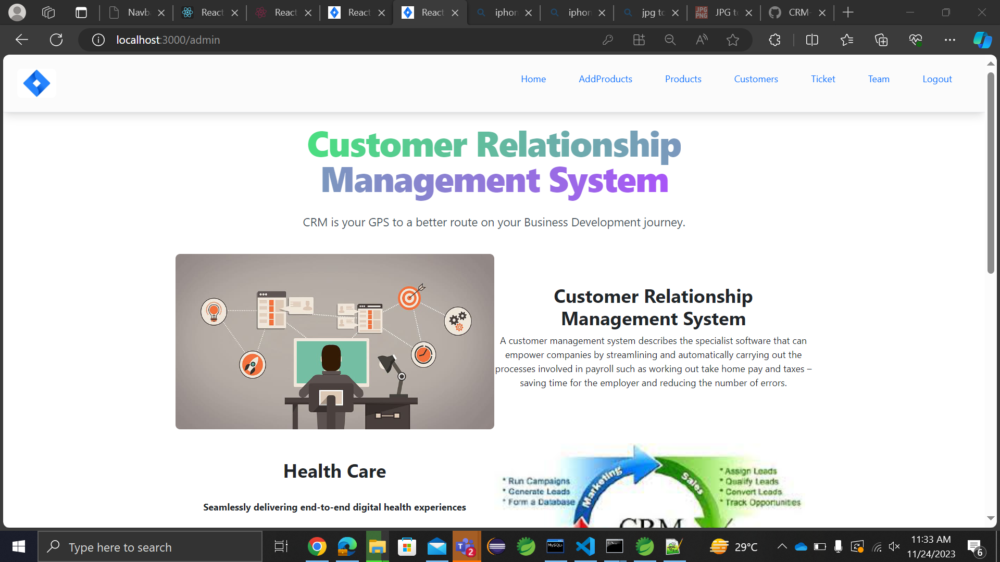 Navb
React
React
React
React
iphon
iphon
jpg to
JPG to
CRM-
localhost:3000/admin
Home
AddProducts
Products
Customers
Ticket
Team
Logout
Customer Relationship
Management System
CRM is your GPS to a better route on your Business Development journey.
Customer Relationship
Management System
A customer management system describes the specialist software that can
empower companies by streamlining and automatically carrying out the
processes involved in payroll such as working out take home pay and taxes –
saving time for the employer and reducing the number of errors.
Health Care
Seamlessly delivering end-to-end digital health experiences
* Run Campaigns
* Generate Leads
* Form a Database
Marketing
Sales
* Assign Leads
* Qualify Leads
* Convert Leads
* Track Opportunities
CRM
Type here to search
2
MySQL
29°C
11:33 AM
11/24/2023
6